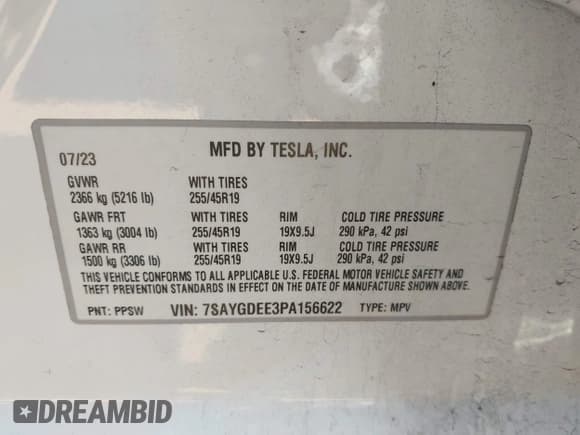 07/23 MFD BY TESLA, INC.
GVWR WITH TIRES
2366 kg (5216 lb) 255/45R19
GAWR FRT WITH TIRES RIM COLD TIRE PRESSURE
1363 kg (3004 lb) 255/45R19 19X9.5J 290 kPa, 42 psi
GAWR RR WITH TIRES RIM COLD TIRE PRESSURE
1500 kg (3306 lb) 255/45R19 19X9.5J 290 kPa, 42 psi
THIS VEHICLE CONFORMS TO ALL APPLICABLE U.S. FEDERAL MOTOR VEHICLE SAFETY AND
THEFT PREVENTION STANDARDS IN EFFECT ON THE DATE OF MANUFACTURE SHOWN ABOVE.
PNT: PPSW VIN: 7SAYGDEE3PA156622 TYPE: MPV
DREAMBID